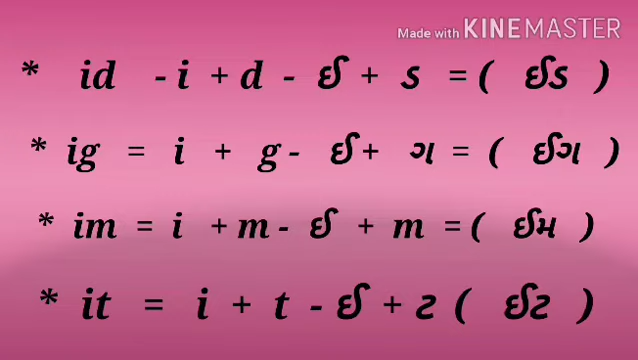 Made with KINEMASTER
* id - i + d - ઈ + ડ = ( ઈડ )
* ig = i + g - ઈ + ગ = ( ઈગ )
* im = i + m - ઈ + m = ( ઈમ )
* it = i + t - ઈ + ટ ( ઈટ )